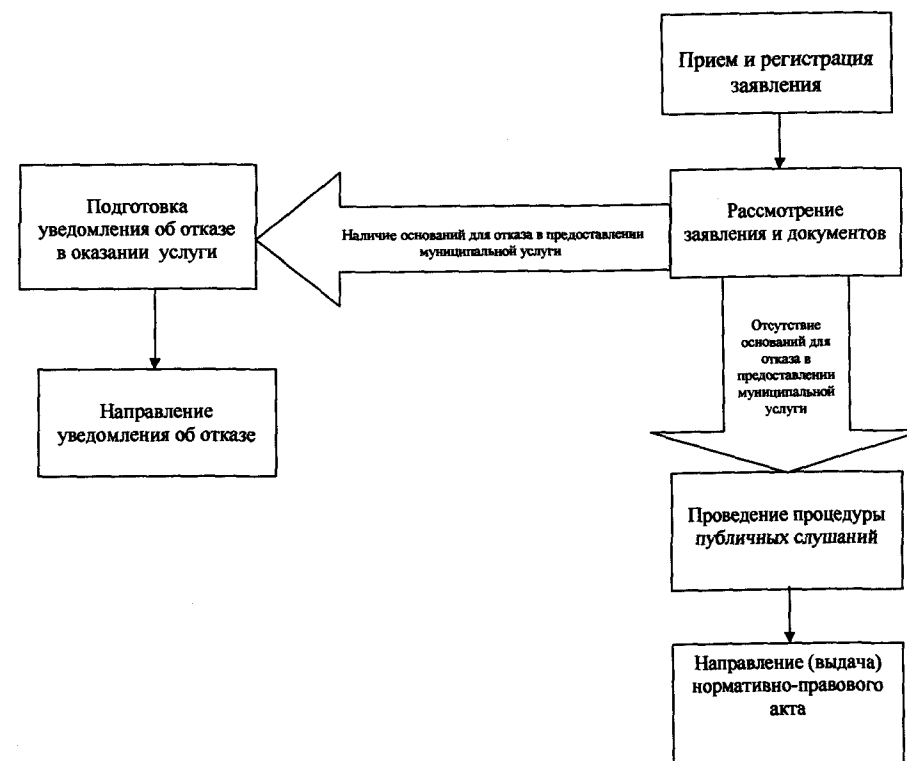 Прием и регистрация
заявления
Рассмотрение
заявления и документов
Наличие оснований для отказа в предоставлении
муниципальной услуги
Подготовка
уведомления об отказе
в оказании услуги
Направление
уведомления об отказе
Отсутствие
оснований для
отказа в
предоставлении
муниципальной
услуги
Проведение процедуры
публичных слушаний
Направление (выдача)
нормативно-правового
акта